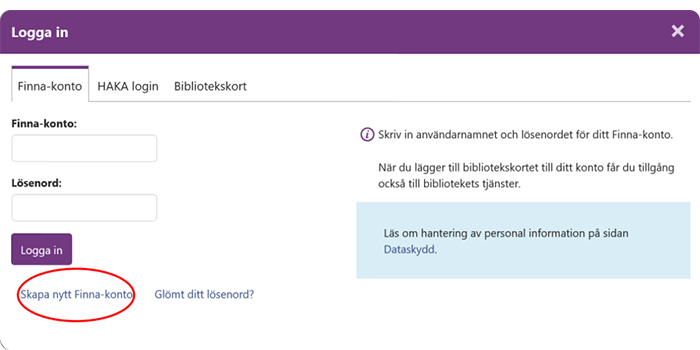 Logga in
Finna-konto HAKA login Bibliotekskort
Finna-konto:
Lösenord:
Logga in
Skapa nytt Finna-konto Glömt ditt lösenord?
Skriv in användarnamnet och lösenordet för ditt Finna-konto.
När du lägger till bibliotekskortet till ditt konto får du tillgång
också till bibliotekets tjänster.
Läs om hantering av personal information på sidan
Dataskydd.